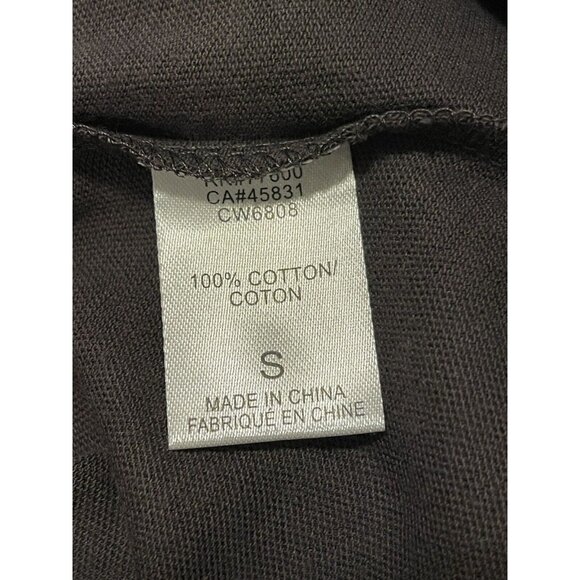 CA#45831
CW6808
100% COTTON/
COTON
S
MADE IN CHINA
FABRIQUÉ EN CHINE